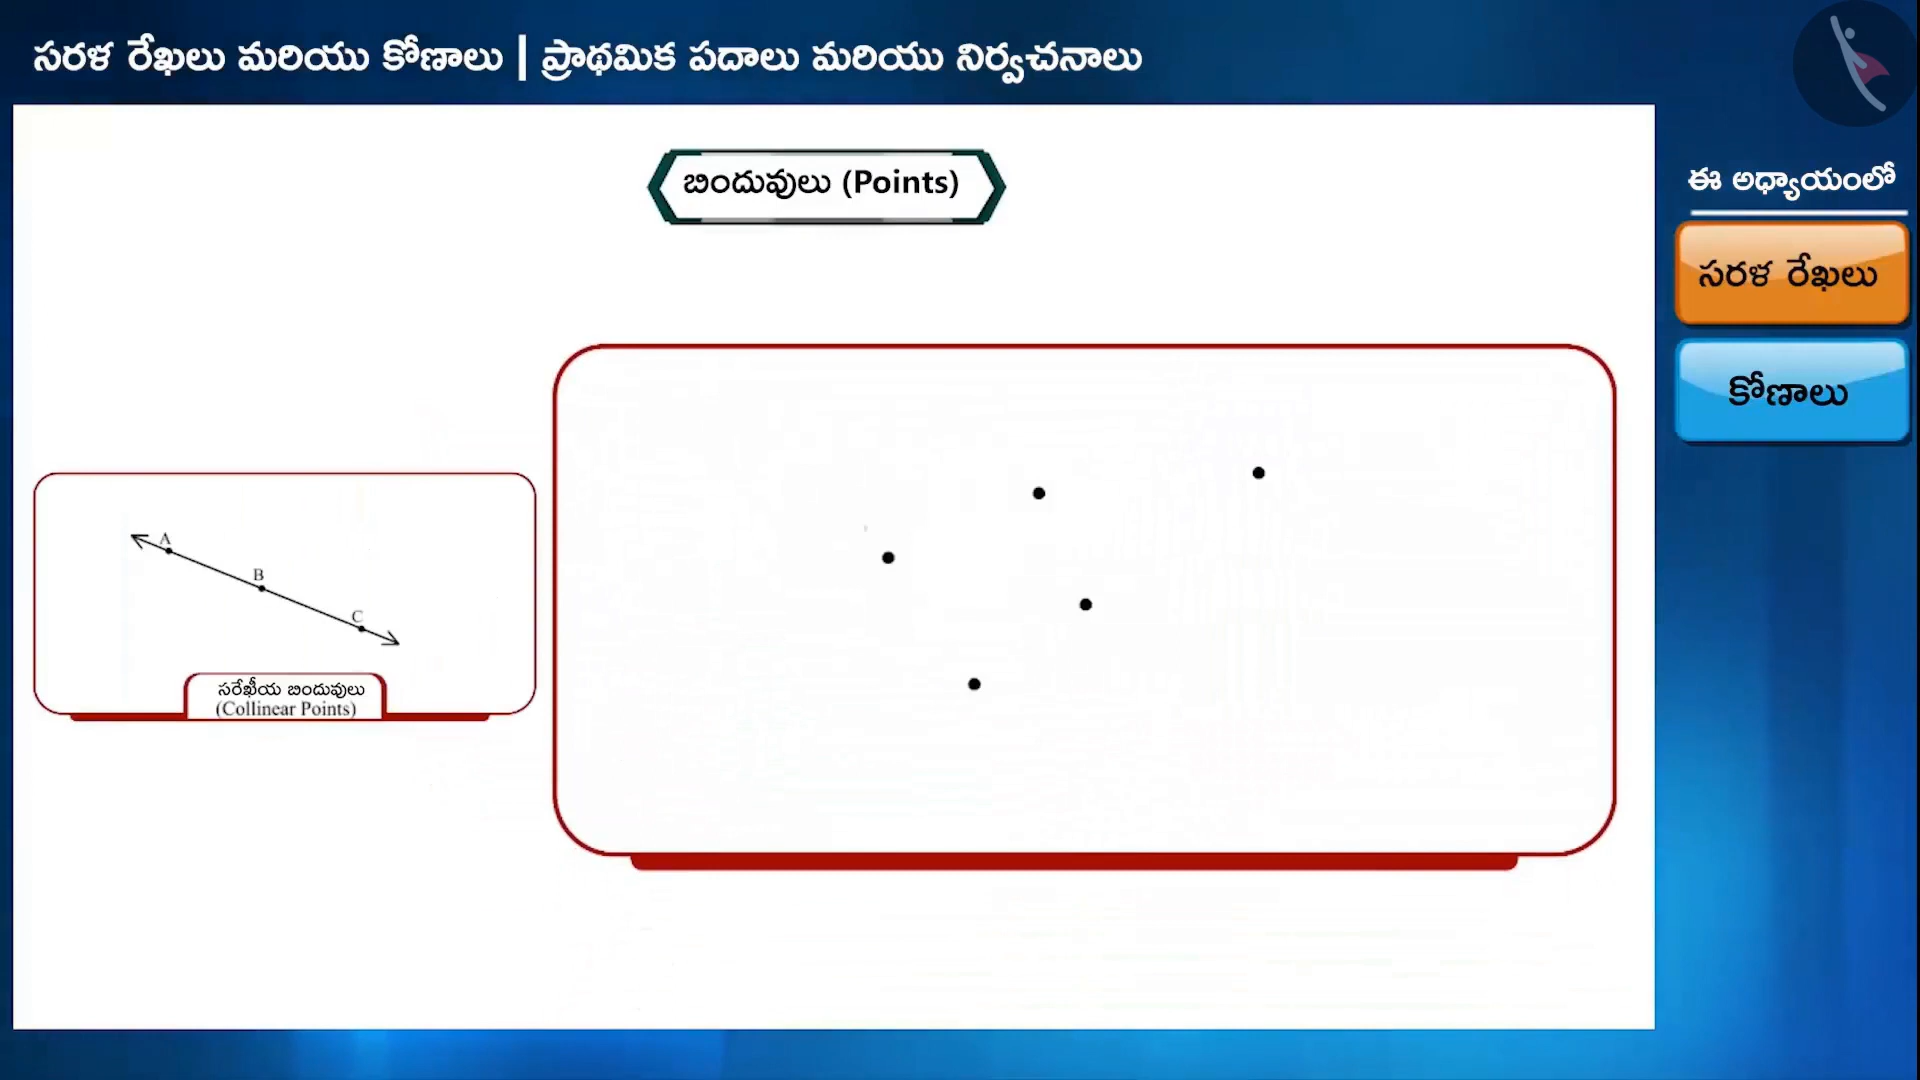 సరళ రేఖలు మరియు కోణాలు | ప్రాథమిక పదాలు మరియు నిర్వచనాలు
బిందువులు (Points)
A
B
C
సరేఖీయ బిందువులు
(Collinear Points)
ఈ అధ్యాయంలో
సరళ రేఖలు
కోణాలు